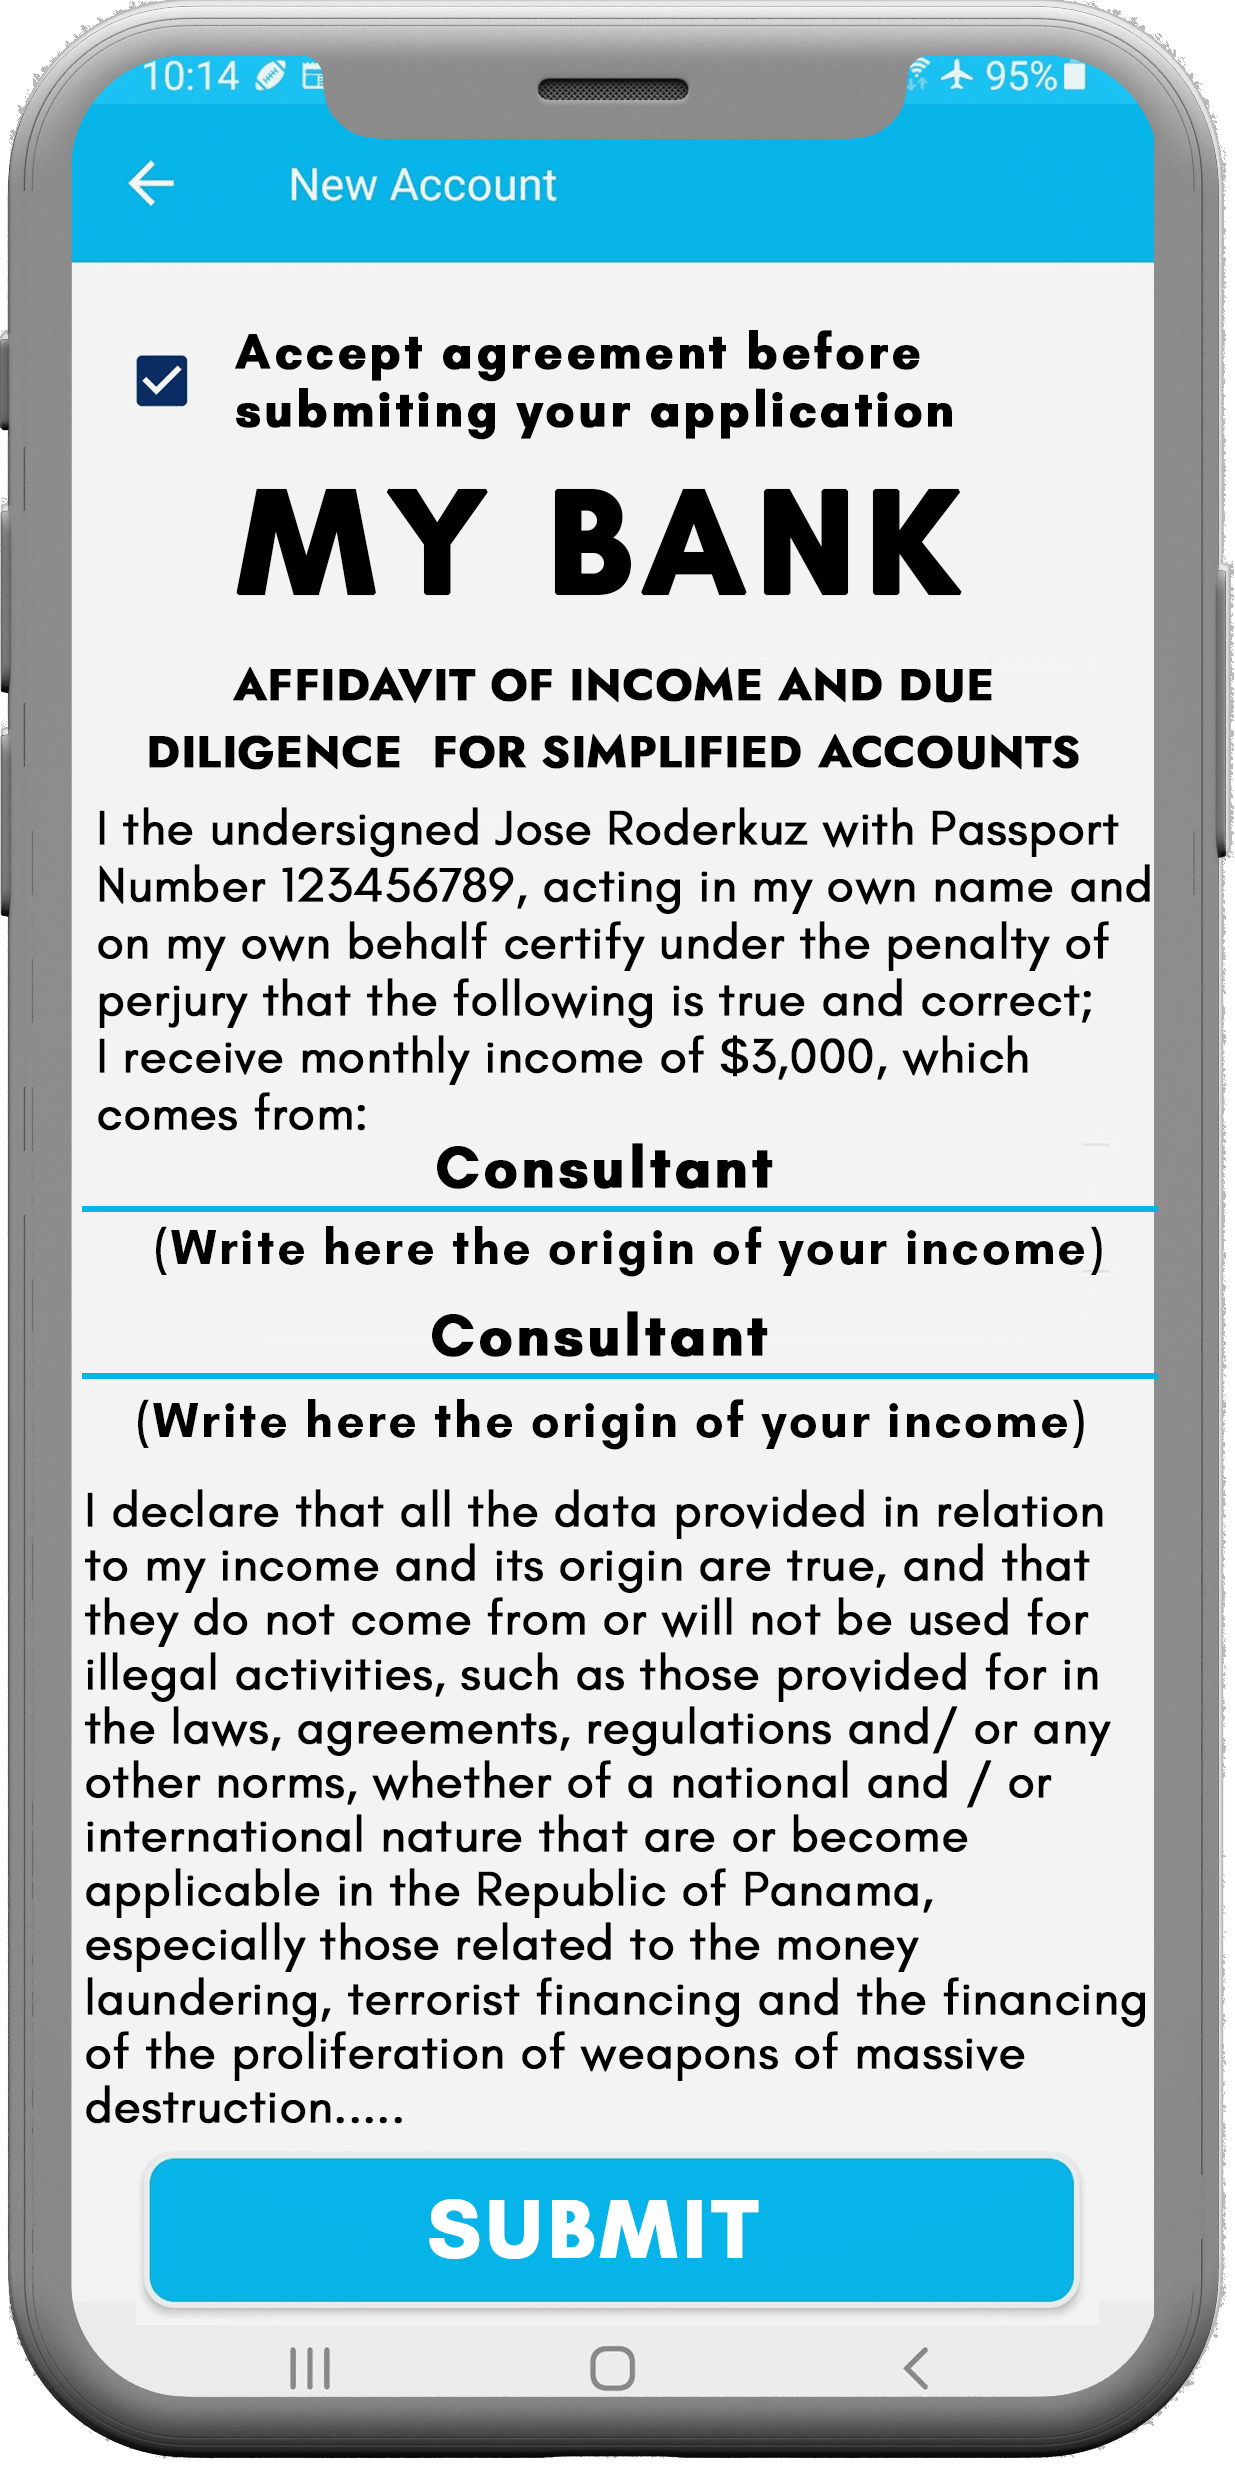 10:14 95%
New Account
Accept agreement before
submiting your application
MY BANK
AFFIDAVIT OF INCOME AND DUE
DILIGENCE FOR SIMPLIFIED ACCOUNTS
I the undersigned Jose Roderkuz with Passport
Number 123456789, acting in my own name and
on my own behalf certify under the penalty of
perjury that the following is true and correct;
I receive monthly income of $3,000, which
comes from:
Consultant
(Write here the origin of your income)
Consultant
(Write here the origin of your income)
I declare that all the data provided in relation
to my income and its origin are true, and that
they do not come from or will not be used for
illegal activities, such as those provided for in
the laws, agreements, regulations and/ or any
other norms, whether of a national and / or
international nature that are or become
applicable in the Republic of Panama,
especially those related to the money
laundering, terrorist financing and the financing
of the proliferation of weapons of massive
destruction.....
SUBMIT